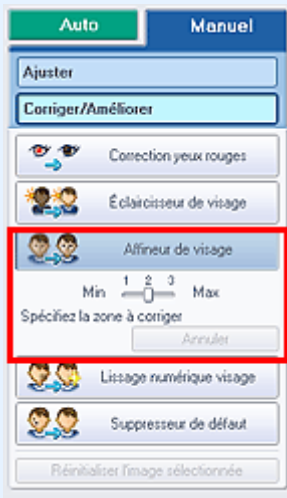 Auto Manuel
Ajuster
Corriger/Améliorer
Correction yeux rouges
Éclaircisseur de visage
Affineur de visage
1 2 3
Min Max
Spécifiez la zone à corriger
Annuler
Lissage numérique visage
Suppresseur de défaut
Réinitialiser l'image sélectionnée